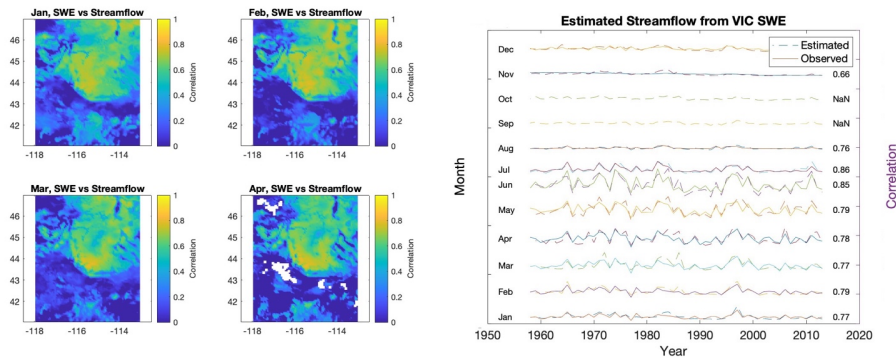 Jan, SWE vs Streamflow
46
45
44
43
42
-118
-116
-114
1
0.8
0.6
0.4
0.2
0
Correlation
Feb, SWE vs Streamflow
46
45
44
43
42
-118
-116
-114
1
0.8
0.6
0.4
0.2
0
Correlation
Mar, SWE vs Streamflow
46
45
44
43
42
-118
-116
-114
1
0.8
0.6
0.4
0.2
0
Correlation
Apr, SWE vs Streamflow
46
45
44
43
42
-118
-116
-114
1
0.8
0.6
0.4
0.2
0
Correlation
Estimated Streamflow from VIC SWE
Estimated
Observed
Month
Dec
Nov 0.66
Oct NaN
Sep NaN
Aug 0.76
Jul 0.86
Jun 0.85
May 0.79
Apr 0.78
Mar 0.77
Feb 0.79
Jan 0.77
Correlation
1950 1960 1970 1980 1990 2000 2010 2020
Year